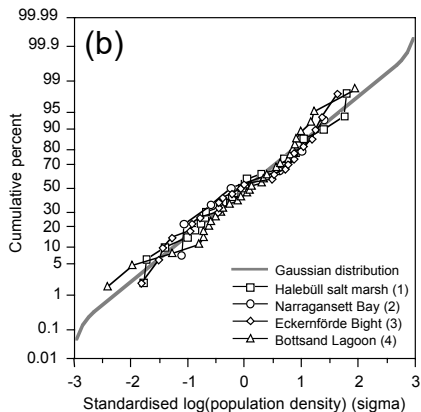 (b)
Cumulative percent
99.99
99.9
99
95
90
80
70
50
30
20
10
5
1
0.1
0.01
Gaussian distribution
Halebüll salt marsh (1)
Narragansett Bay (2)
Eckernförde Bight (3)
Bottsand Lagoon (4)
-3 -2 -1 0 1 2 3
Standardised log(population density) (sigma)